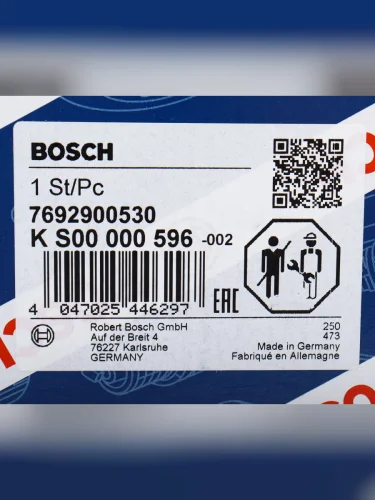 BOSCH
1 St/Pc
7692900530
K S00 000 596 -002
4 047025 446297
EAC
Robert Bosch GmbH
Auf der Breit 4
76227 Karlsruhe
GERMANY
250
473
Made in Germany
Fabriqué en Allemagne